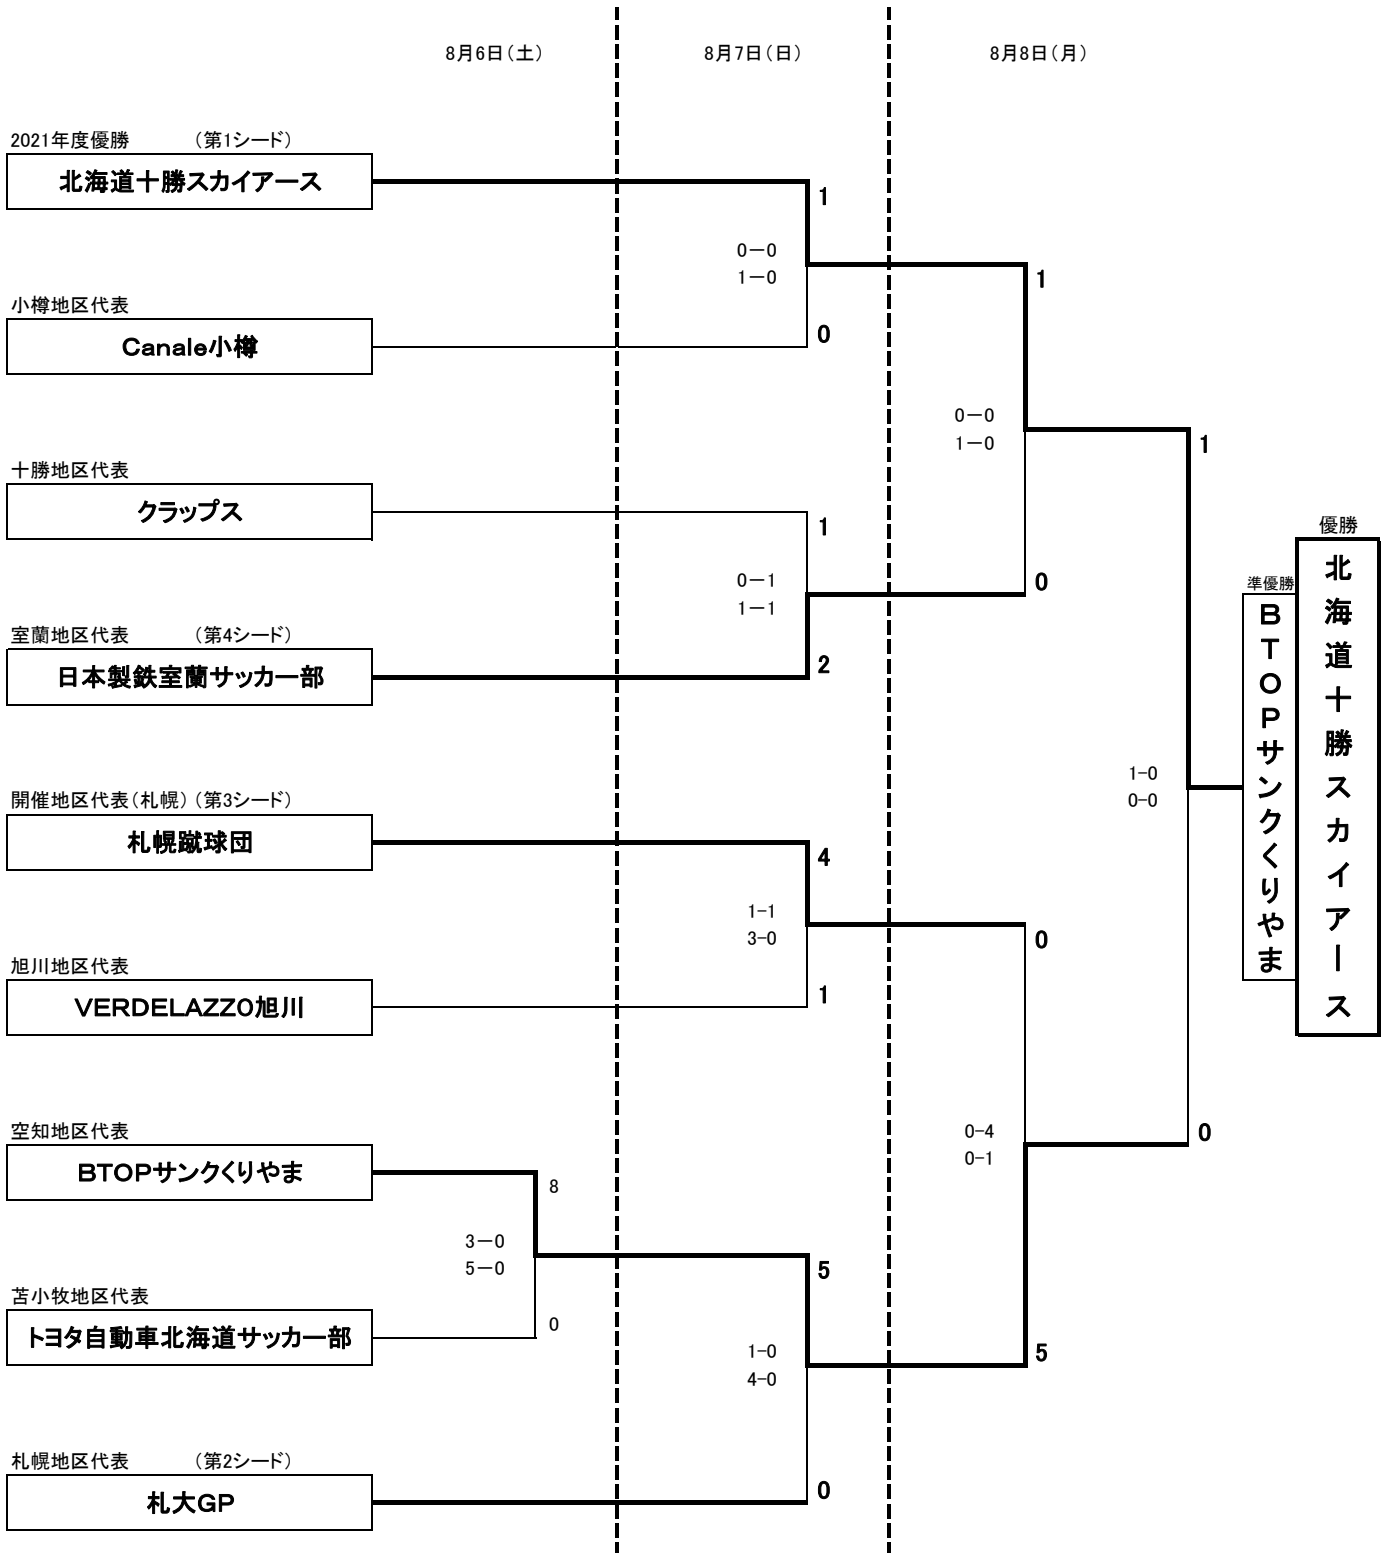 8月6日（土）
8月7日（日）
8月8日（月）
2021年度優勝　（第1シード）
北海道十勝スカイアース
1
0－0
1－0
1
小樽地区代表
Canale小樽
0
0－0
1－0
1
十勝地区代表
クラップス
1
0－1
1－1
0
室蘭地区代表　（第4シード）
日本製鉄室蘭サッカー部
2
優勝
北海道十勝スカイアース
準優勝
BTOPサンクくりやま
1-0
0-0
開催地区代表（札幌）（第3シード）
札幌蹴球団
4
1-1
3-0
0
旭川地区代表
VERDELAZZO旭川
1
0-4
0-1
0
空知地区代表
BTOPサンクくりやま
8
3－0
5－0
5
苫小牧地区代表
トヨタ自動車北海道サッカー部
0
1-0
4-0
5
札幌地区代表　（第2シード）
札大GP
0